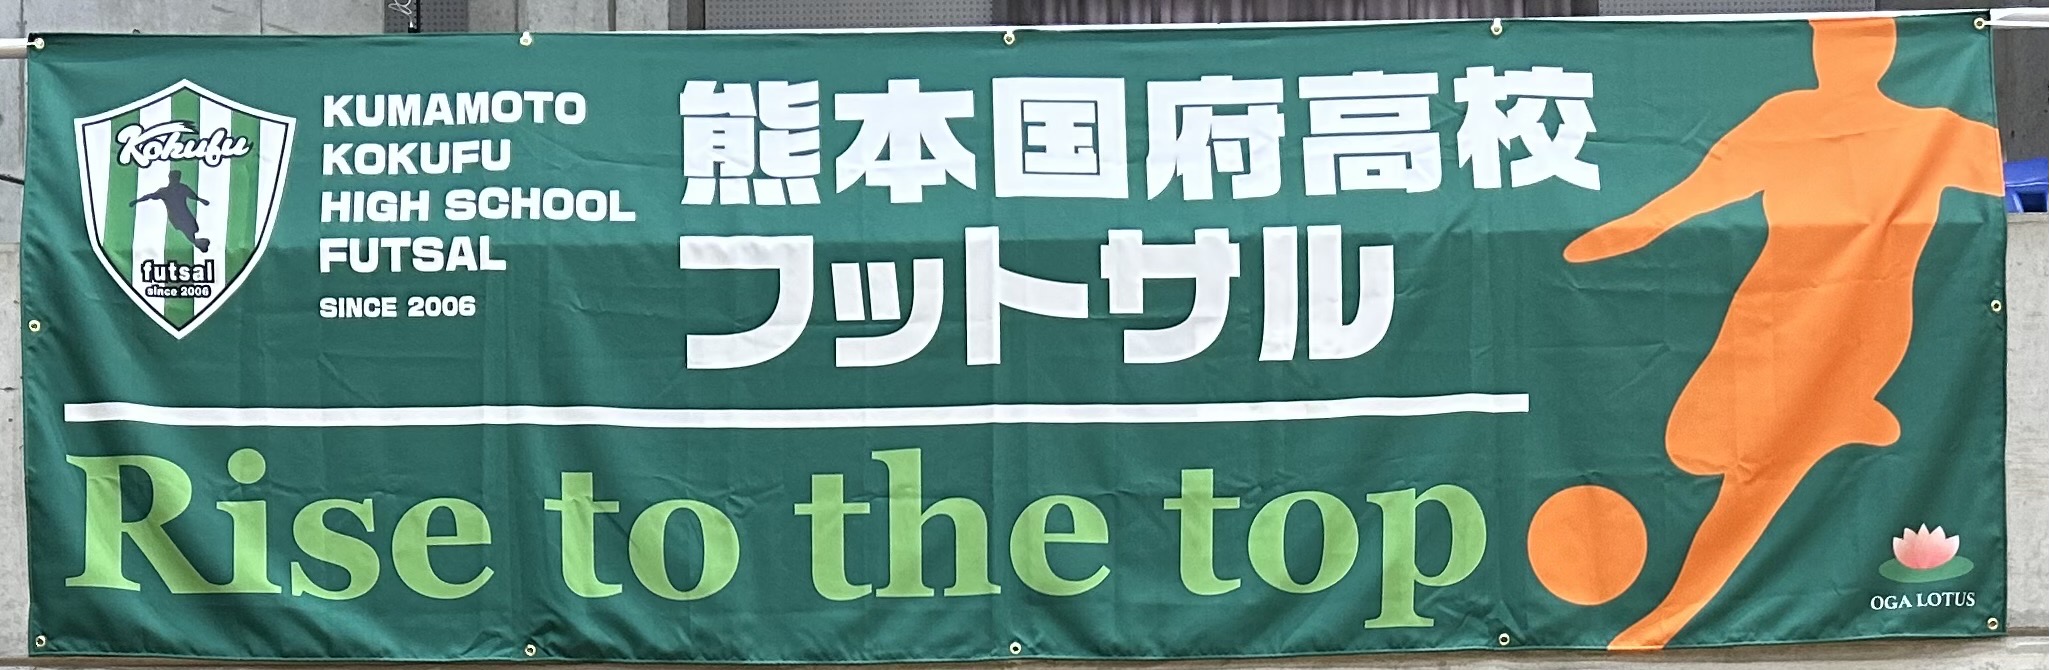 Kokufu
futsal
since 2006
KUMAMOTO
KOKUFU
HIGH SCHOOL
FUTSAL
SINCE 2006
熊本国府高校
フットサル
Rise to the top
OGA LOTUS